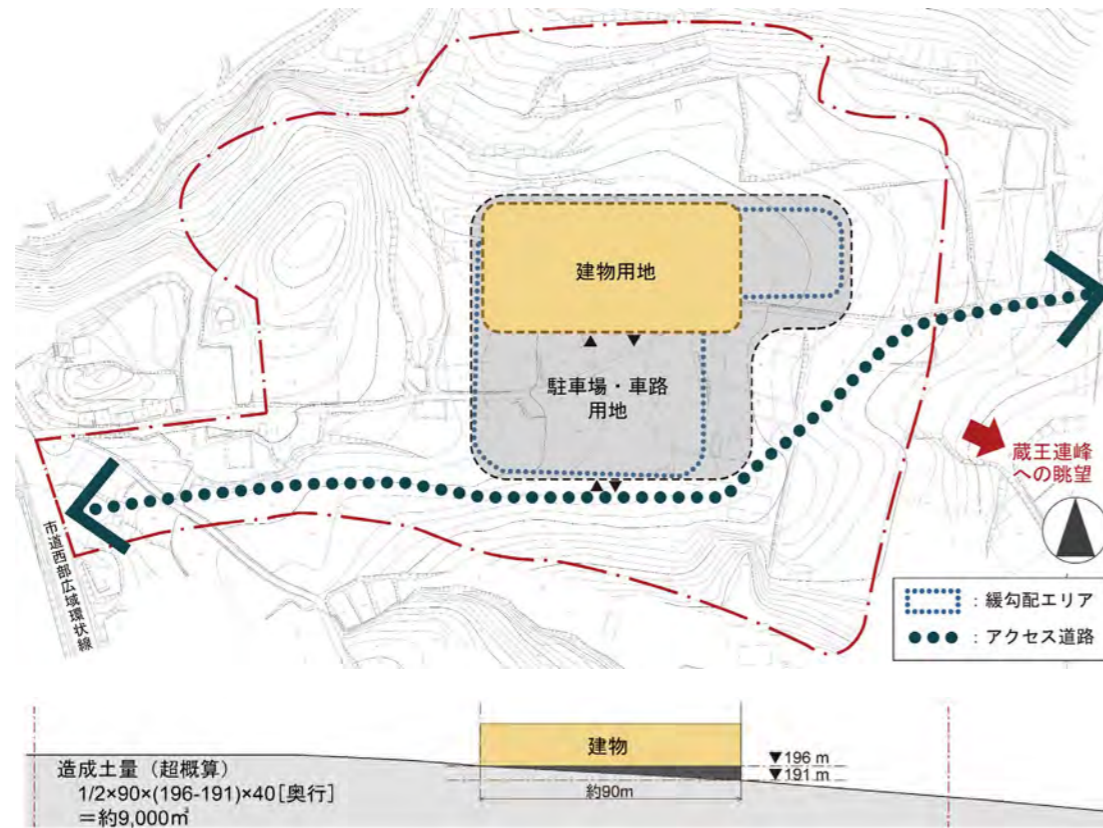 建物用地
駐車場・車路
用地
蔵王連峰
への眺望
市道西部広域環状線
：緩勾配エリア
：アクセス道路
建物
▼196 m
▼191 m
約90m
造成土量（超概算）
1/2×90×(196-191)×40[奥行]
＝約9,000㎥